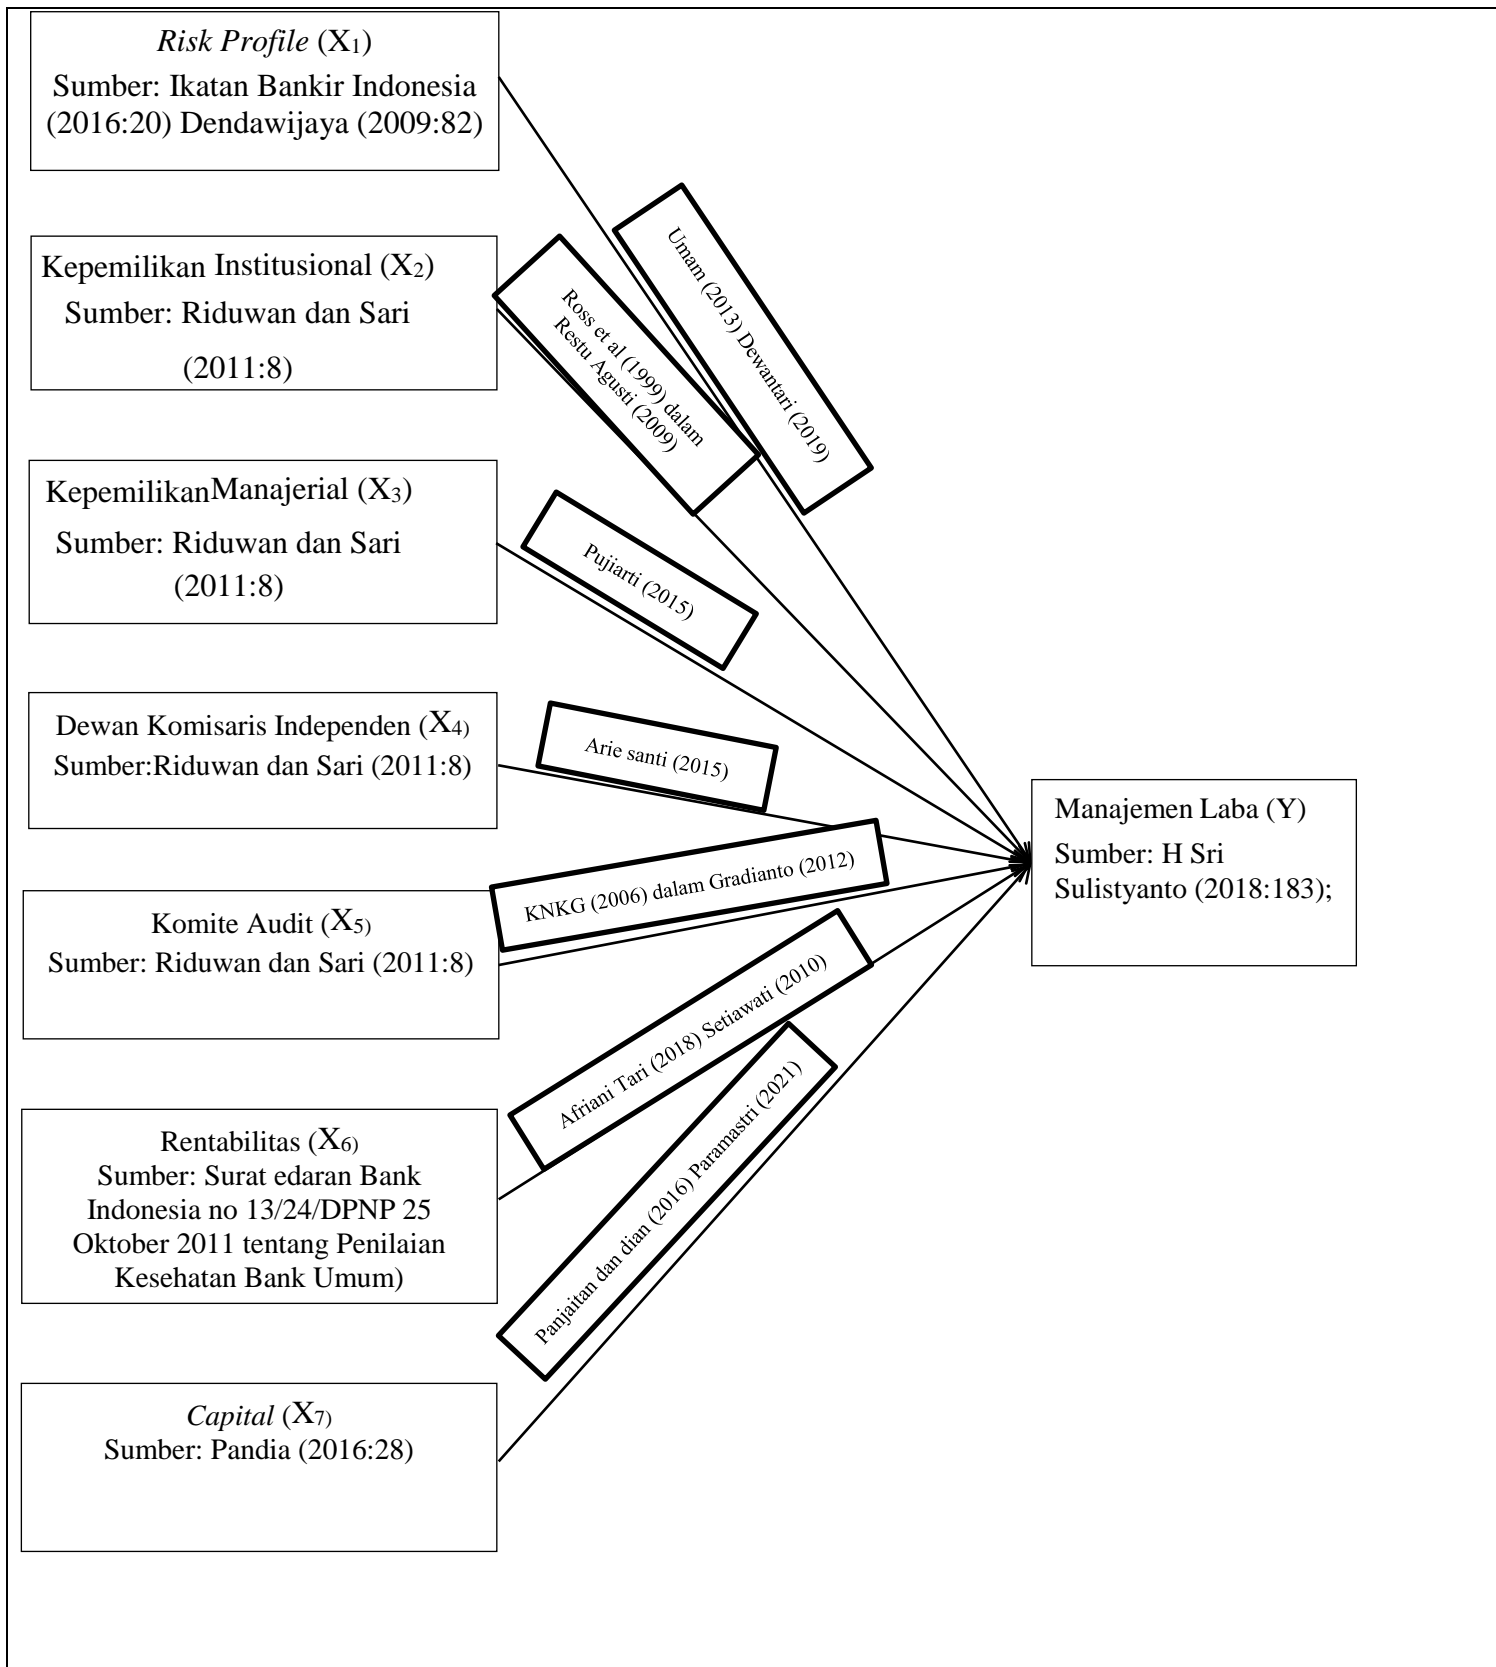 Risk Profile (X1)
Sumber: Ikatan Bankir Indonesia
(2016:20) Dendawijaya (2009:82)
Umam (2013) Dewantari (2019)
Kepemilikan Institusional (X2)
Sumber: Riduwan dan Sari
(2011:8)
Ross et al (1999) dalam
Restu Agusti (2009)
Kepemilikan Manajerial (X3)
Sumber: Riduwan dan Sari
(2011:8)
Pujiarti (2015)
Dewan Komisaris Independen (X4)
Sumber:Riduwan dan Sari (2011:8)
Arie santi (2015)
Manajemen Laba (Y)
Sumber: H Sri
Sulistyanto (2018:183);
Komite Audit (X5)
Sumber: Riduwan dan Sari (2011:8)
KNKG (2006) dalam Gradianto (2012)
Rentabilitas (X6)
Sumber: Surat edaran Bank
Indonesia no 13/24/DPNP 25
Oktober 2011 tentang Penilaian
Kesehatan Bank Umum)
Afriani Tari (2018) Setiawati (2010)
Capital (X7)
Sumber: Pandia (2016:28)
Panjaitan dan dian (2016) Paramastri (2021)